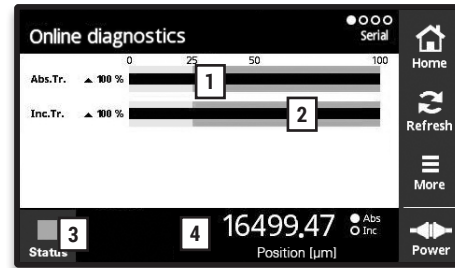 Online diagnostics
Serial
0 25 50 100
Abs.Tr. ▲ 100 %
1
Inc.Tr. ▲ 100 %
2
3
Status
4
16499.47
Abs
Inc
Position [µm]
Home
Refresh
More
Power